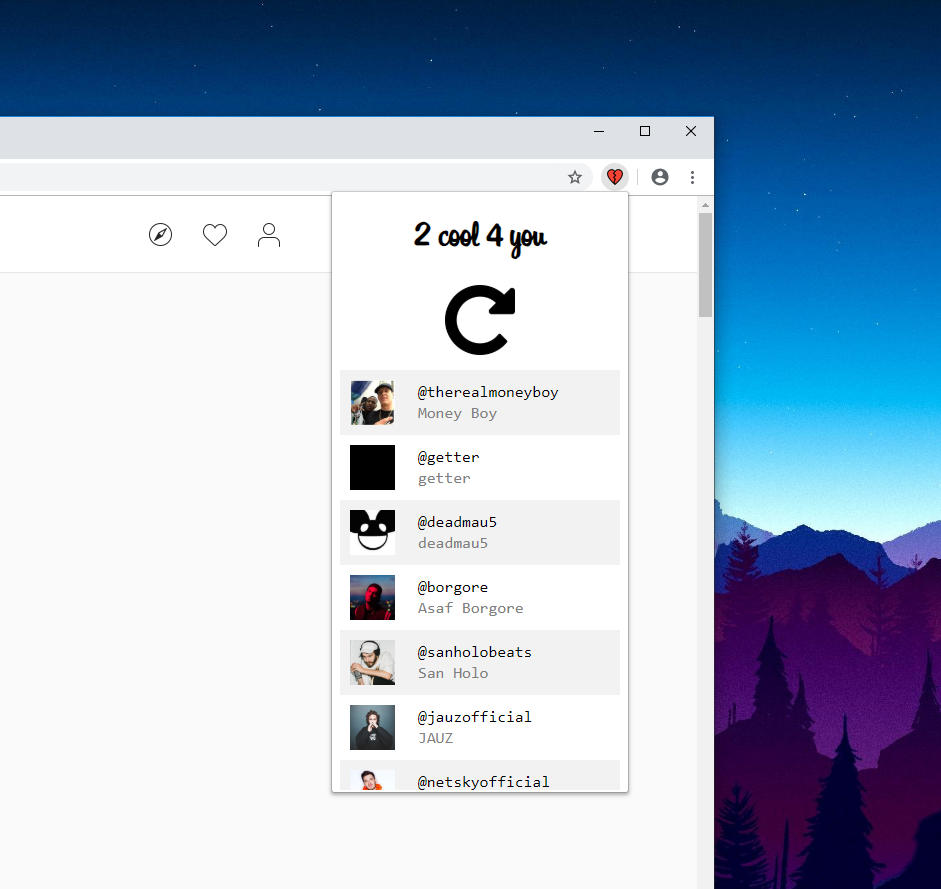 2 cool 4 you
@therealmoneyboy
Money Boy
@getter
getter
@deadmau5
deadmau5
@borgore
Asaf Borgore
@sanholobeats
San Holo
@jauzofficial
JAUZ
@netskyofficial